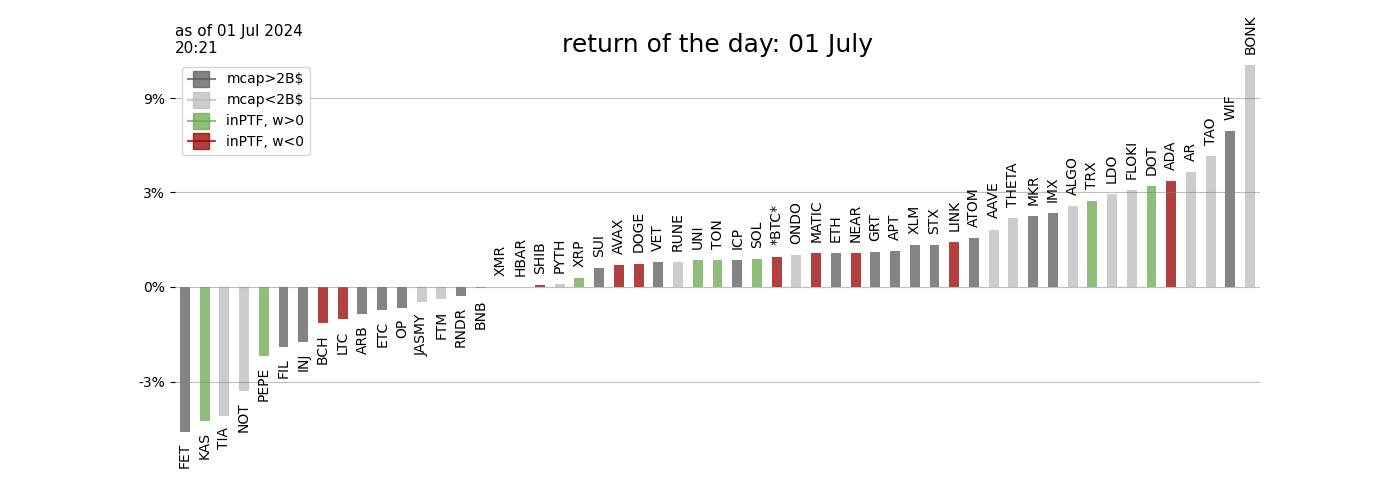 as of 01 Jul 2024
20:21
return of the day: 01 July
mcap>2B$
mcap<2B$
inPTF, w>0
inPTF, w<0
9%
3%
0%
-3%
FET
KAS
TIA
NOT
PEPE
FIL
INJ
BCH
LTC
ARB
ETC
OP
JASMY
FTM
RNDR
BNB
XMR
HBAR
SHIB
PYTH
XRP
SUI
AVAX
DOGE
VET
RUNE
UNI
TON
ICP
SOL
*BTC*
ONDO
MATIC
ETH
NEAR
GRT
APT
XLM
STX
LINK
ATOM
AAVE
THETA
MKR
IMX
ALGO
TRX
LDO
FLOKI
DOT
ADA
AR
TAO
WIF
BONK